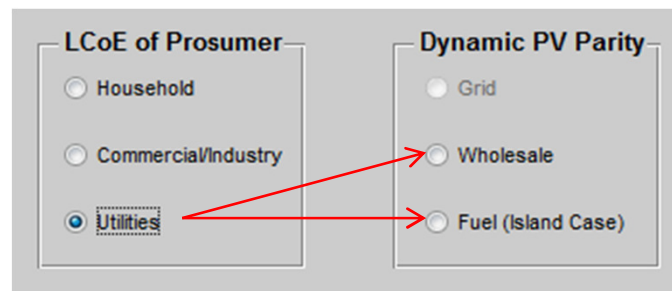 LCoE of Prosumer
Household
Commercial/Industry
Utilities
Dynamic PV Parity
Grid
Wholesale
Fuel (Island Case)